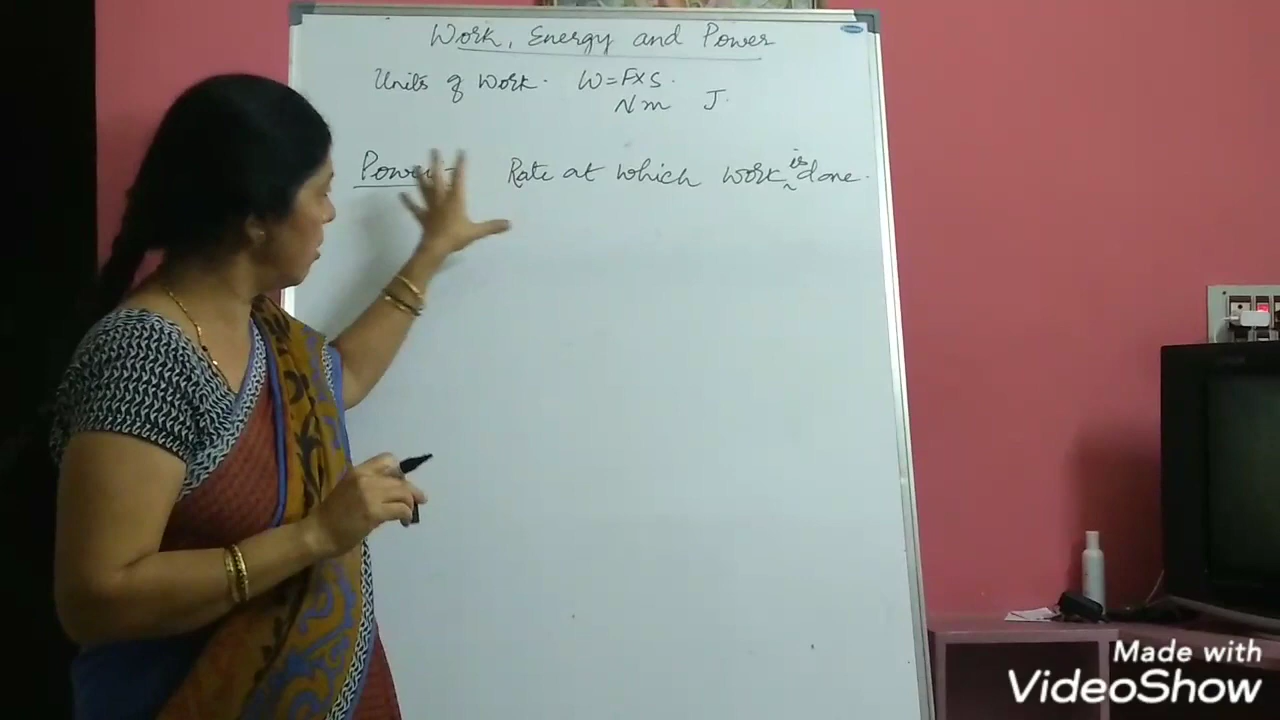 Work, Energy and Power
Units of Work. W=F×S.
Nm J.
Power - Rate at which work is done.
Made with
VideoShow